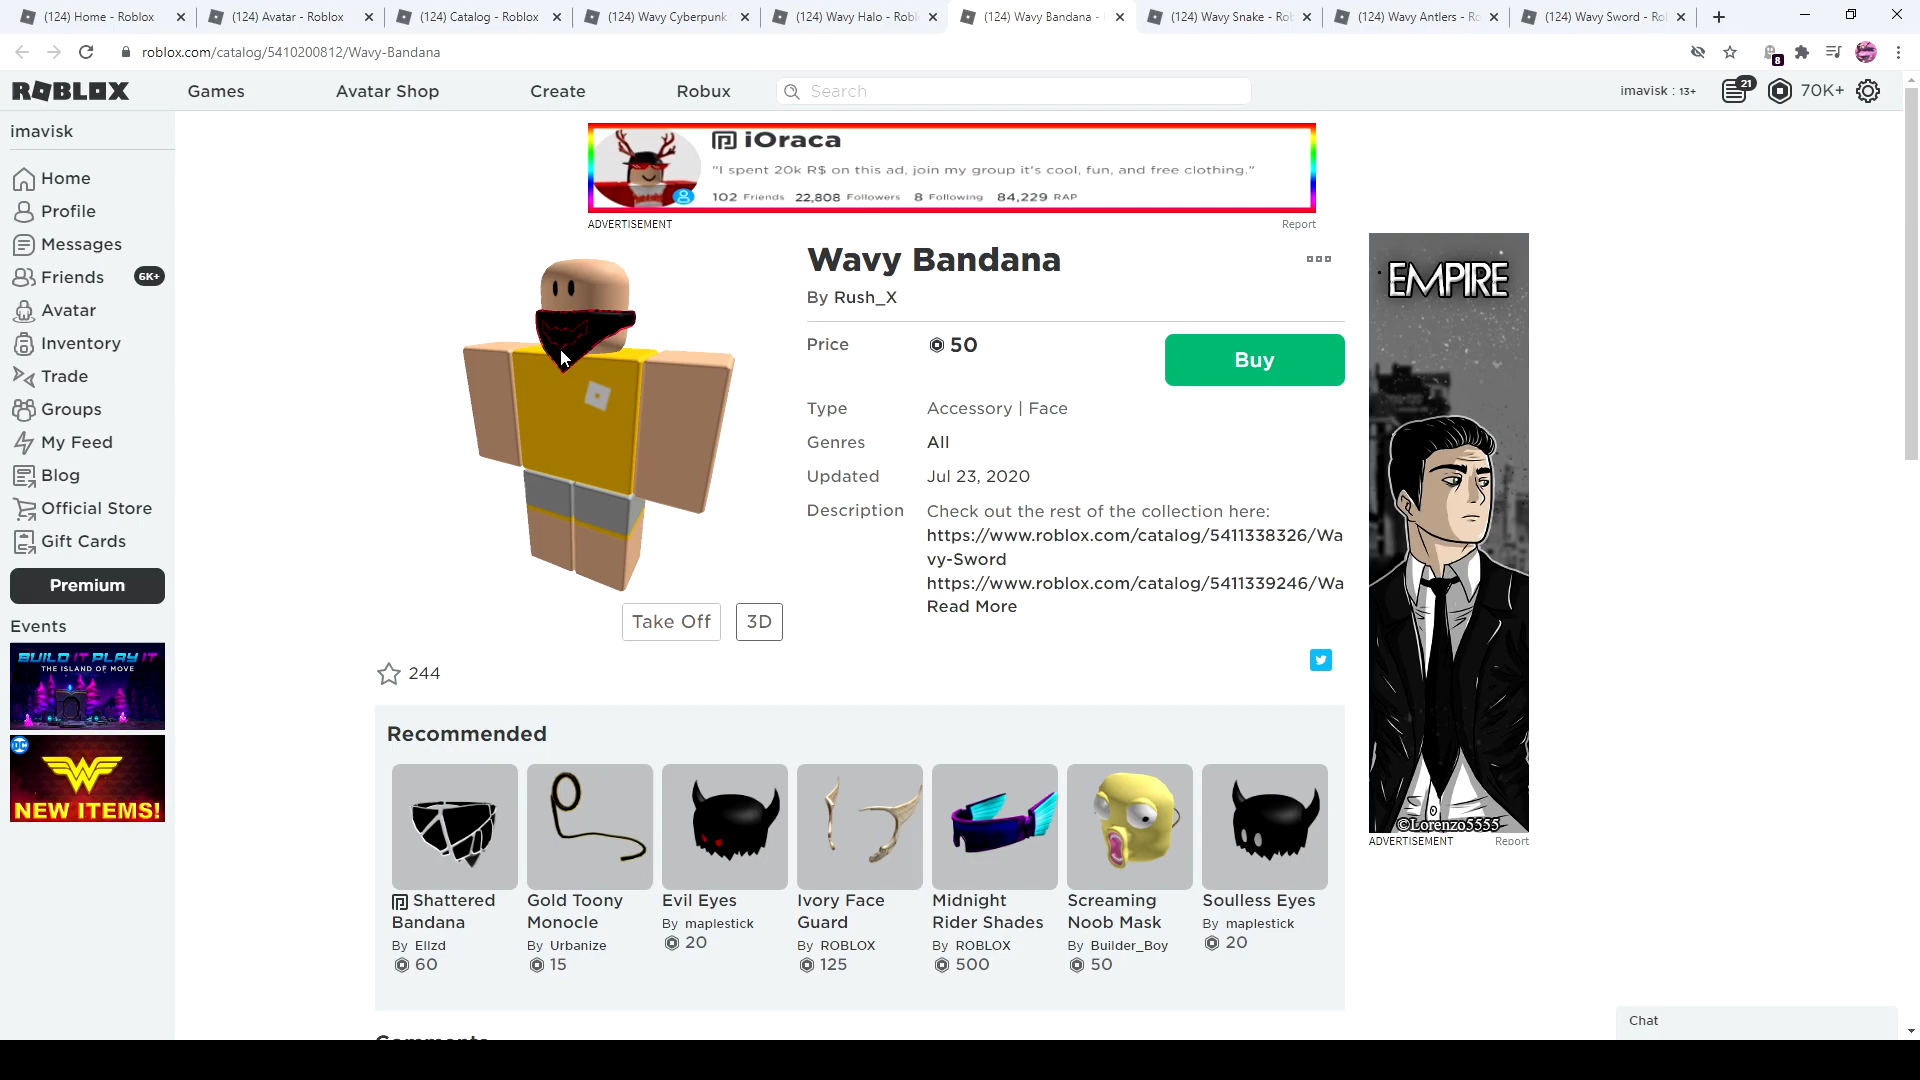 (124) Home - Roblox
(124) Avatar - Roblox
(124) Catalog - Roblox
(124) Wavy Cyberpunk
(124) Wavy Halo - Robl
(124) Wavy Bandana -
(124) Wavy Snake - Rob
(124) Wavy Antlers - Ro
(124) Wavy Sword - Rol
roblox.com/catalog/5410200812/Wavy-Bandana
8
ROBLOX
Games
Avatar Shop
Create
Robux
Search
imavisk : 13+
21
70K+
imavisk
Home
Profile
Messages
Friends
6K+
Avatar
Inventory
Trade
Groups
My Feed
Blog
Official Store
Gift Cards
Premium
Events
BUILD IT PLAY IT
THE ISLAND OF MOVE
DC
NEW ITEMS!
iOraca
"I spent 20k R$ on this ad, join my group it's cool, fun, and free clothing."
102 Friends 22,808 Followers 8 Following 84,229 RAP
ADVERTISEMENT
Report
Wavy Bandana
By Rush_X
Price
50
Buy
Type
Accessory | Face
Genres
All
Updated
Jul 23, 2020
Description
Check out the rest of the collection here:
https://www.roblox.com/catalog/5411338326/Wa
vy-Sword
https://www.roblox.com/catalog/5411339246/Wa
Read More
Take Off
3D
244
EMPIRE
©Lorenzo5555
ADVERTISEMENT
Report
Recommended
Shattered
Bandana
By Ellzd
60
Gold Toony
Monocle
By Urbanize
15
Evil Eyes
By maplestick
20
Ivory Face
Guard
By ROBLOX
125
Midnight
Rider Shades
By ROBLOX
500
Screaming
Noob Mask
By Builder_Boy
50
Soulless Eyes
By maplestick
20
Chat
Comments